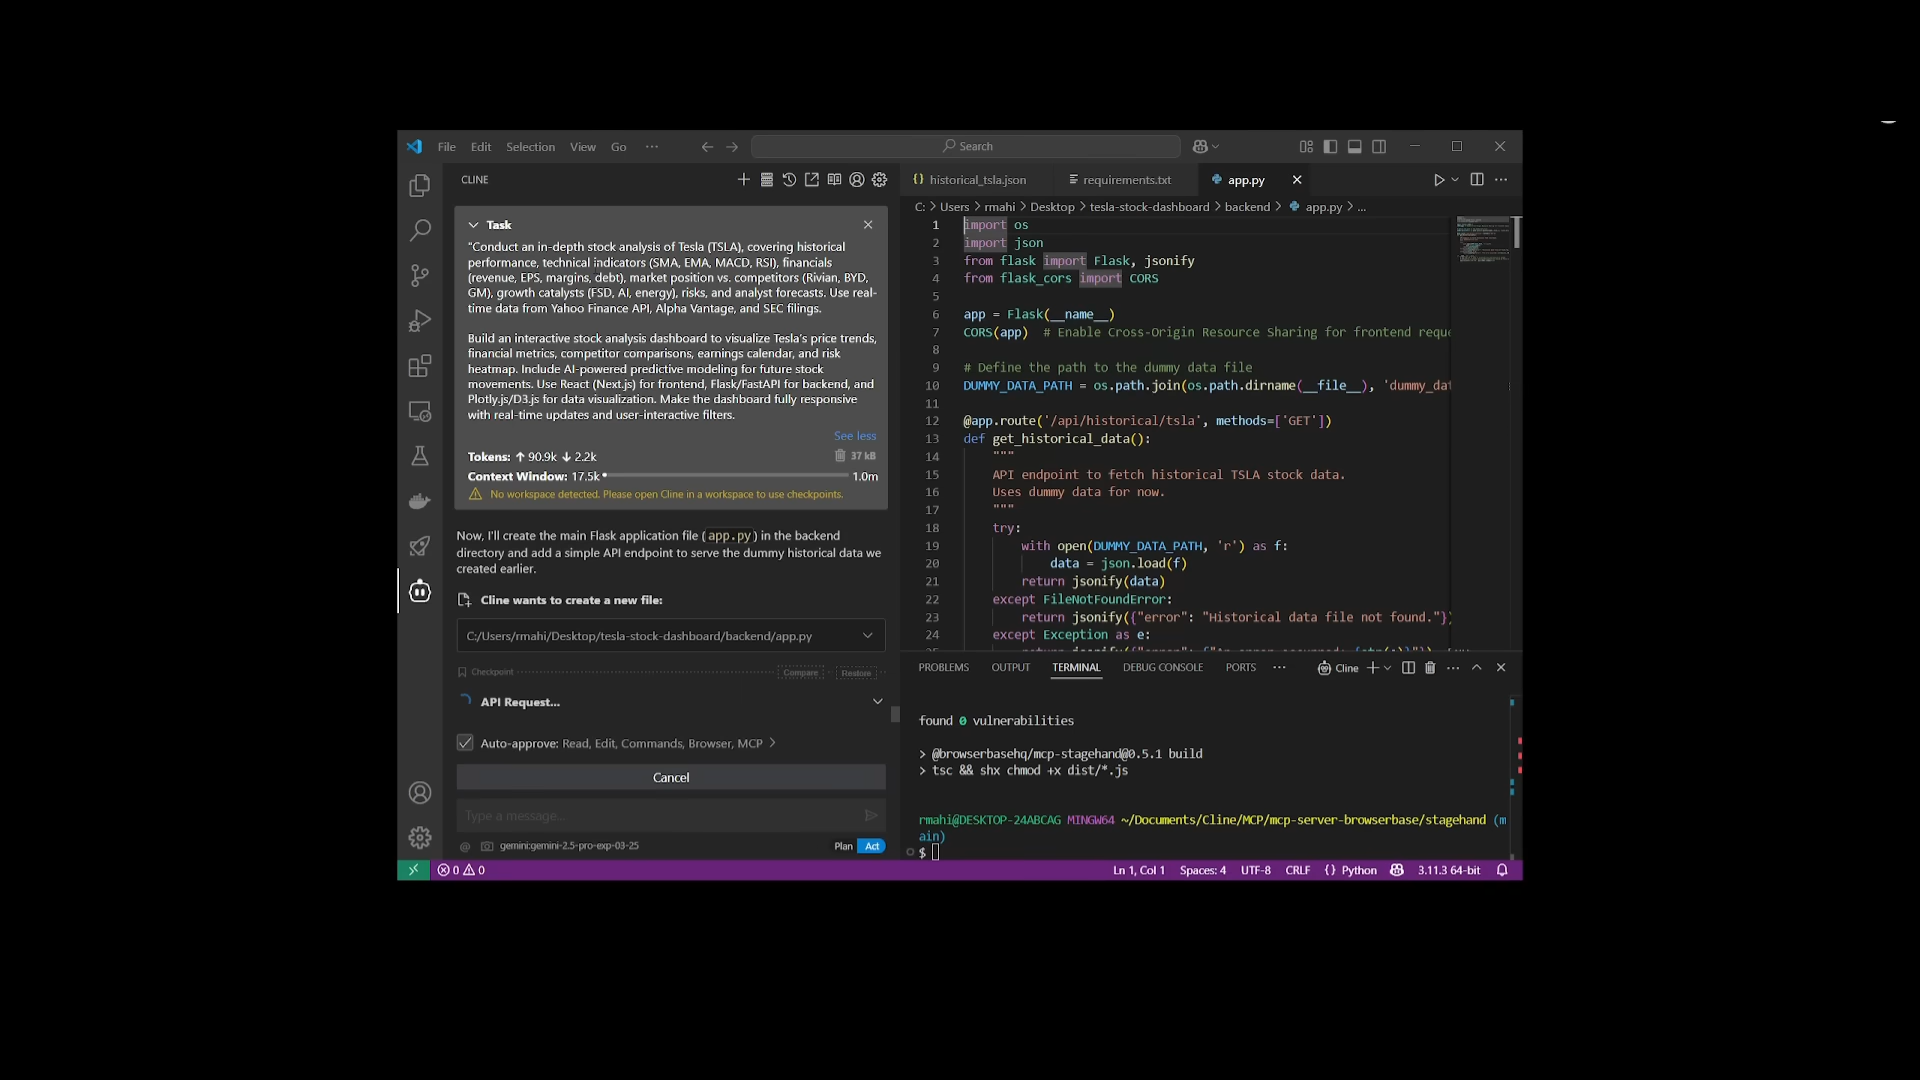 File Edit Selection View Go ··· Search
CLINE
Task
"Conduct an in-depth stock analysis of Tesla (TSLA), covering historical
performance, technical indicators (SMA, EMA, MACD, RSI), financials
(revenue, EPS, margins, debt), market position vs. competitors (Rivian, BYD,
GM), growth catalysts (FSD, AI, energy), risks, and analyst forecasts. Use real-
time data from Yahoo Finance API, Alpha Vantage, and SEC filings.
Build an interactive stock analysis dashboard to visualize Tesla's price trends,
financial metrics, competitor comparisons, earnings calendar, and risk
heatmap. Include AI-powered predictive modeling for future stock
movements. Use React (Next.js) for frontend, Flask/FastAPI for backend, and
Plotly.js/D3.js for data visualization. Make the dashboard fully responsive
with real-time updates and user-interactive filters.
See less
Tokens: ↑ 90.9k ↓ 2.2k 37 kB
Context Window: 17.5k 1.0m
No workspace detected. Please open Cline in a workspace to use checkpoints.
Now, I'll create the main Flask application file (app.py) in the backend
directory and add a simple API endpoint to serve the dummy historical data we
created earlier.
Cline wants to create a new file:
C:/Users/rmahi/Desktop/tesla-stock-dashboard/backend/app.py
Checkpoint Compare Restore
API Request...
Auto-approve: Read, Edit, Commands, Browser, MCP >
Cancel
Type a message...
@ gemini:gemini-2.5-pro-exp-03-25 Plan Act
{} historical_tsla.json requirements.txt app.py
C: > Users > rmahi > Desktop > tesla-stock-dashboard > backend > app.py > ...
1 import os
2 import json
3 from flask import Flask, jsonify
4 from flask_cors import CORS
5
6 app = Flask(__name__)
7 CORS(app) # Enable Cross-Origin Resource Sharing for frontend reque
8
9 # Define the path to the dummy data file
10 DUMMY_DATA_PATH = os.path.join(os.path.dirname(__file__), 'dummy_dat
11
12 @app.route('/api/historical/tsla', methods=['GET'])
13 def get_historical_data():
14 """
15 API endpoint to fetch historical TSLA stock data.
16 Uses dummy data for now.
17 """
18 try:
19 with open(DUMMY_DATA_PATH, 'r') as f:
20 data = json.load(f)
21 return jsonify(data)
22 except FileNotFoundError:
23 return jsonify({"error": "Historical data file not found."})
24 except Exception as e:
PROBLEMS OUTPUT TERMINAL DEBUG CONSOLE PORTS ··· Cline
found 0 vulnerabilities
> @browserbasehq/mcp-stagehand@0.5.1 build
> tsc && shx chmod +x dist/*.js
rmahi@DESKTOP-24ABCAG MINGW64 ~/Documents/Cline/MCP/mcp-server-browserbase/stagehand (m
ain)
$
0 0 Ln 1, Col 1 Spaces: 4 UTF-8 CRLF {} Python 3.11.3 64-bit